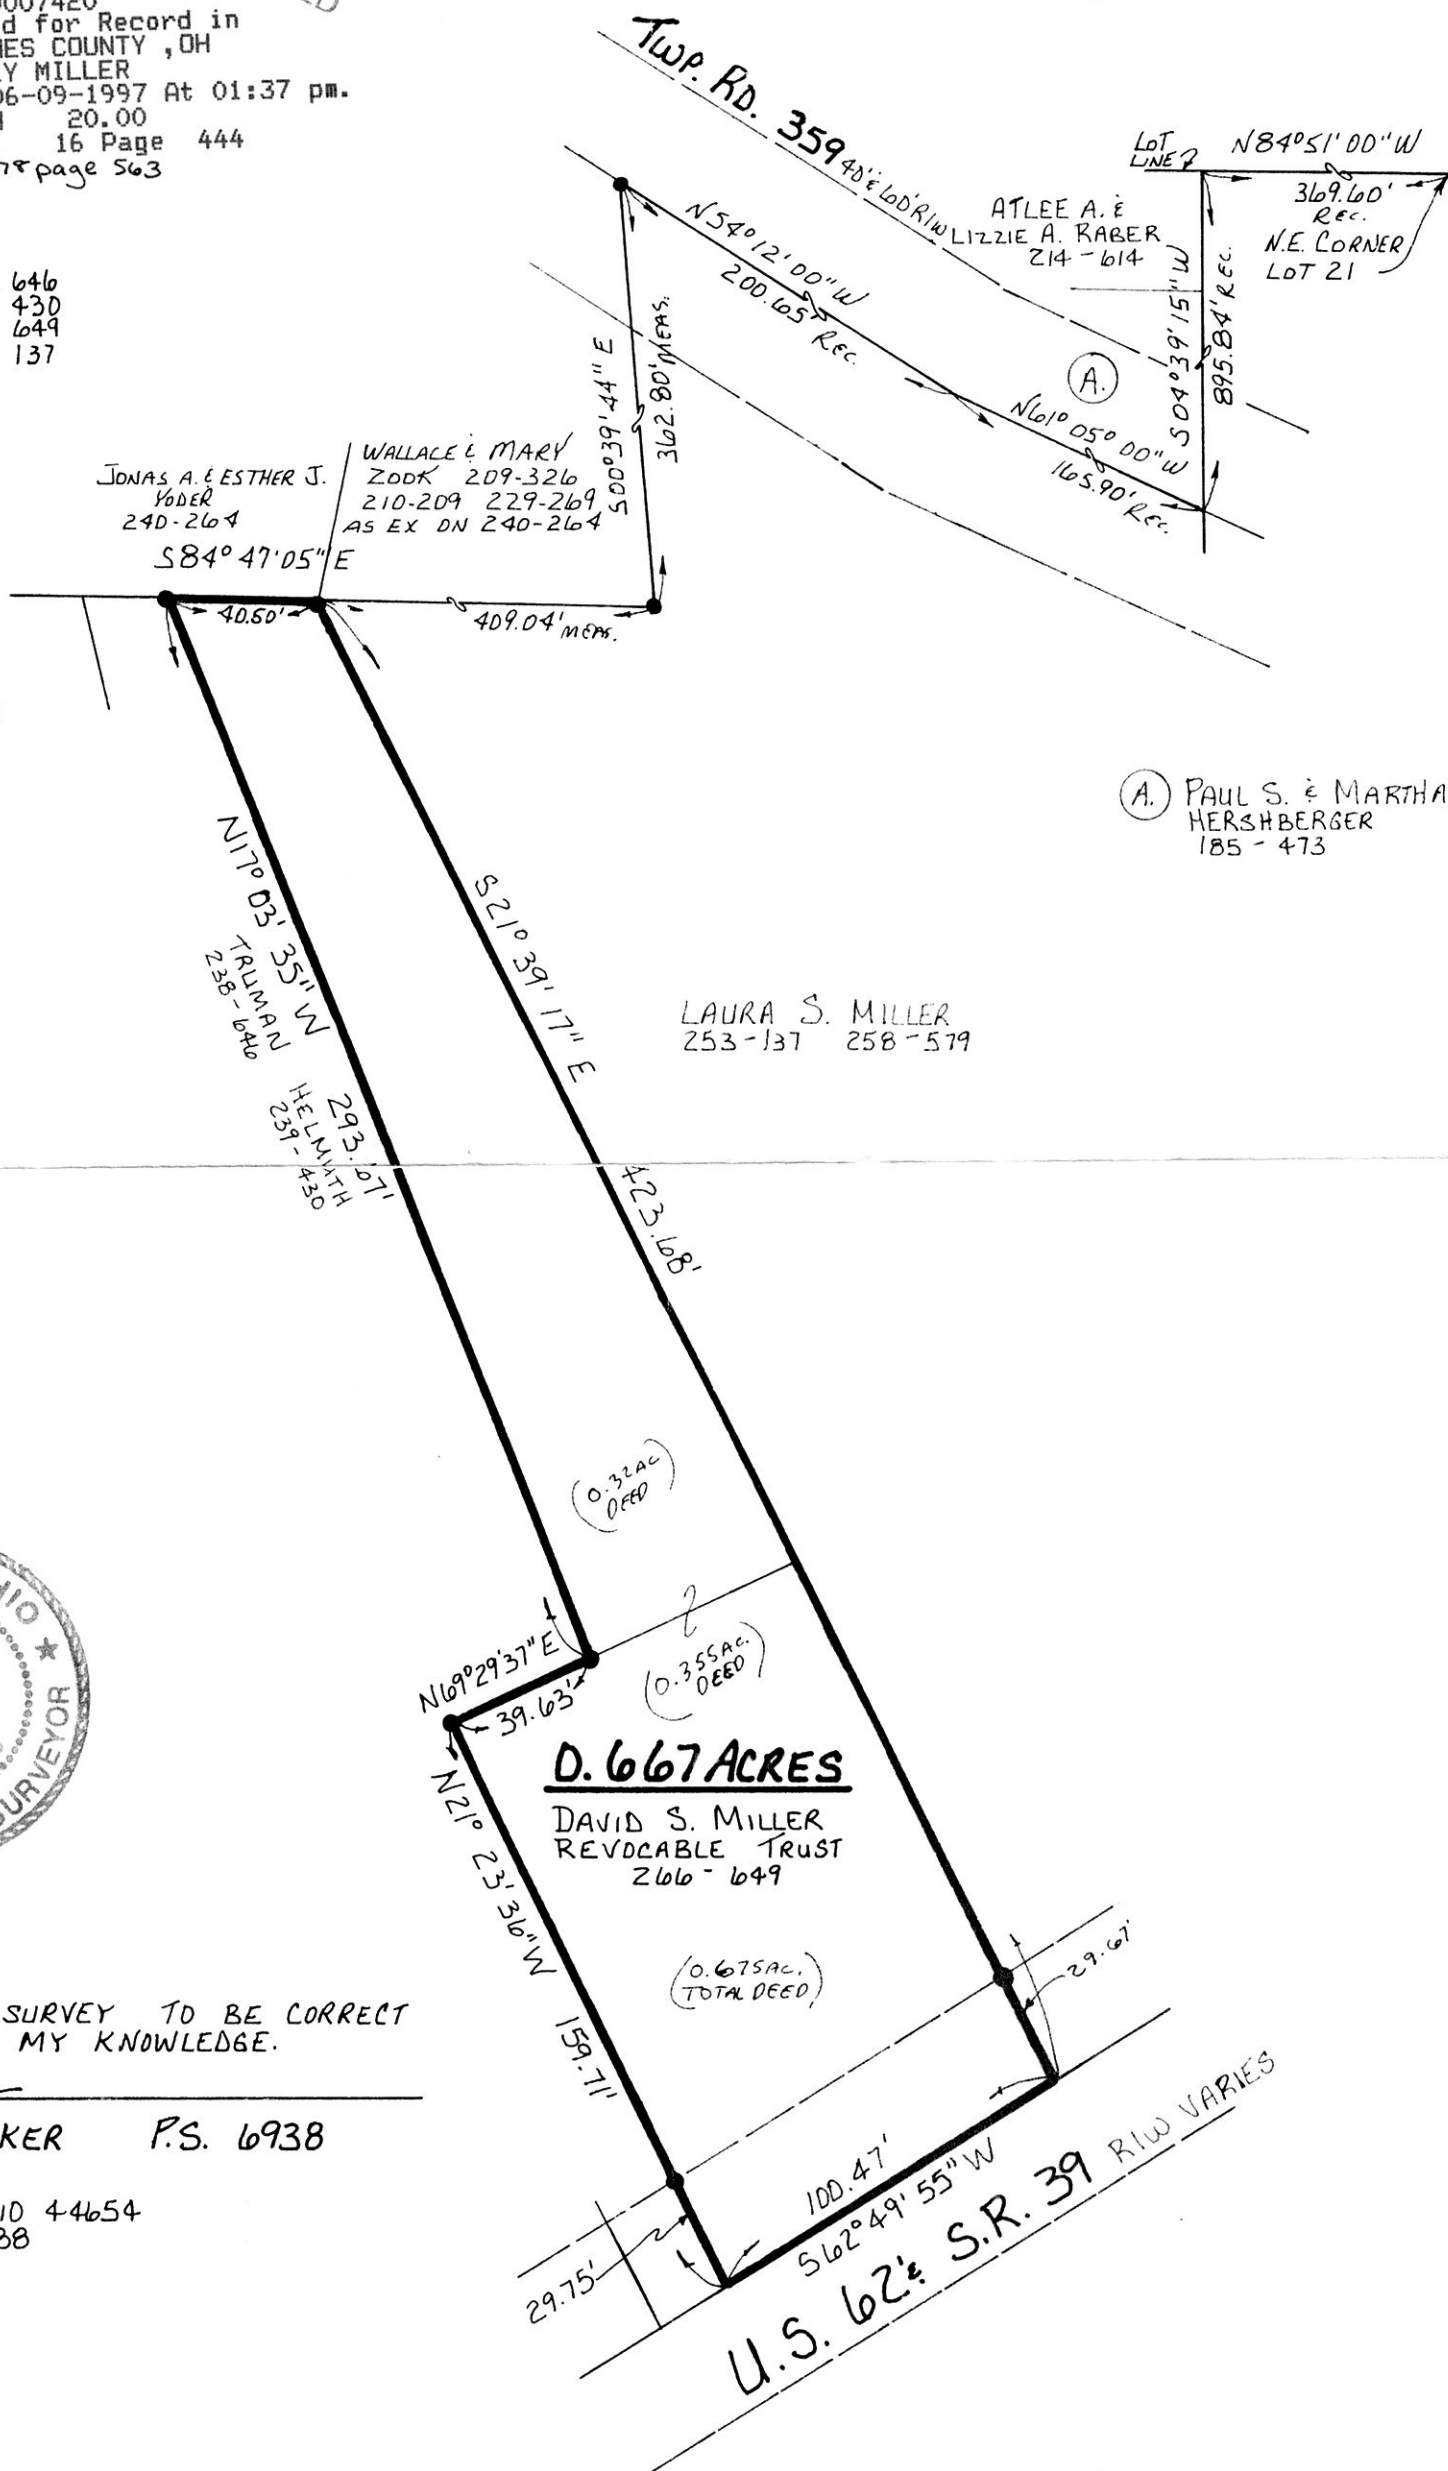 d for Record in
ES COUNTY ,OH
Y MILLER
06-09-1997 At 01:37 pm.
20.00
16 Page 444
page 563
646
430
649
137
TWP. RD. 359 40' & 60' R/W
LOT
LINE
N84°51'00"W
369.60'
REC.
N.E. CORNER
LOT 21
ATLEE A. &
LIZZIE A. RABER
214-614
S04°39'15"W
895.84' REC.
N54°12'00"W
200.65' REC.
A.
N61°05°00"W
165.90' REC.
S00°39'44"E
362.80' MEAS.
JONAS A. & ESTHER J.
YODER
240-264
WALLACE & MARY
ZOOK 209-326
210-209 229-269
AS EX ON 240-264
S84°47'05"E
40.50'
409.04' MEAS.
A. PAUL S. & MARTHA
HERSHBERGER
185-473
N17°03'35"W 293.67'
TRUMAN HELMUTH
238-646 239-430
S21°39'17"E 423.68'
LAURA S. MILLER
253-137 258-579
(0.32AC
DEED)
N69°29'37"E
39.63'
(0.355AC.
DEED)
0.667 ACRES
DAVID S. MILLER
REVOCABLE TRUST
266-649
N21°23'36"W 159.71'
(0.675AC.
TOTAL DEED)
29.67'
SURVEYOR
SURVEY TO BE CORRECT
MY KNOWLEDGE.
KER P.S. 6938
IO 44654
38
100.47'
S62°49'55"W
29.75'
U.S. 62 & S.R. 39 R/W VARIES